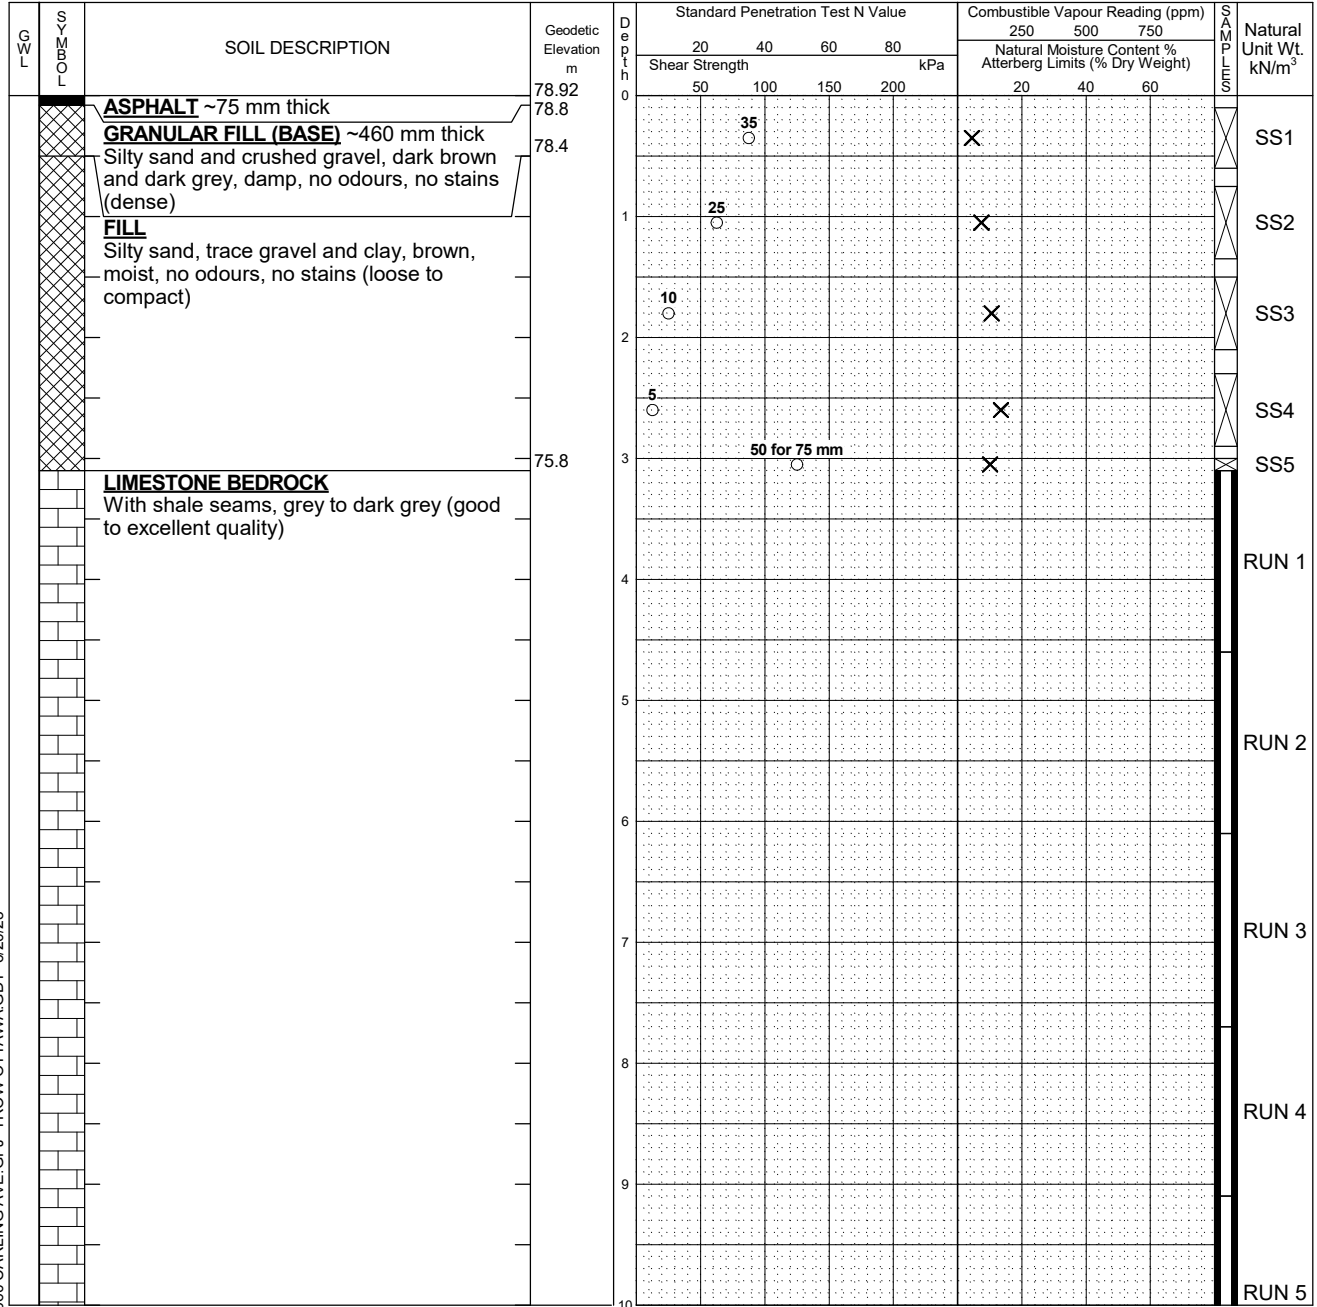 GWL
SYMBOL
SOIL DESCRIPTION
Geodetic
Elevation
m
Depth
Standard Penetration Test N Value
20 40 60 80
Shear Strength kPa
50 100 150 200
Combustible Vapour Reading (ppm)
250 500 750
Natural Moisture Content %
Atterberg Limits (% Dry Weight)
20 40 60
SAMPLES
Natural
Unit Wt.
kN/m³
78.92
0
ASPHALT ~75 mm thick
78.8
GRANULAR FILL (BASE) ~460 mm thick
78.4
Silty sand and crushed gravel, dark brown
and dark grey, damp, no odours, no stains
(dense)
35
SS1
FILL
Silty sand, trace gravel and clay, brown,
moist, no odours, no stains (loose to
compact)
1
25
SS2
10
SS3
2
5
SS4
75.8
3
50 for 75 mm
SS5
LIMESTONE BEDROCK
With shale seams, grey to dark grey (good
to excellent quality)
RUN 1
4
5
RUN 2
6
RUN 3
7
8
RUN 4
9
RUN 5
10